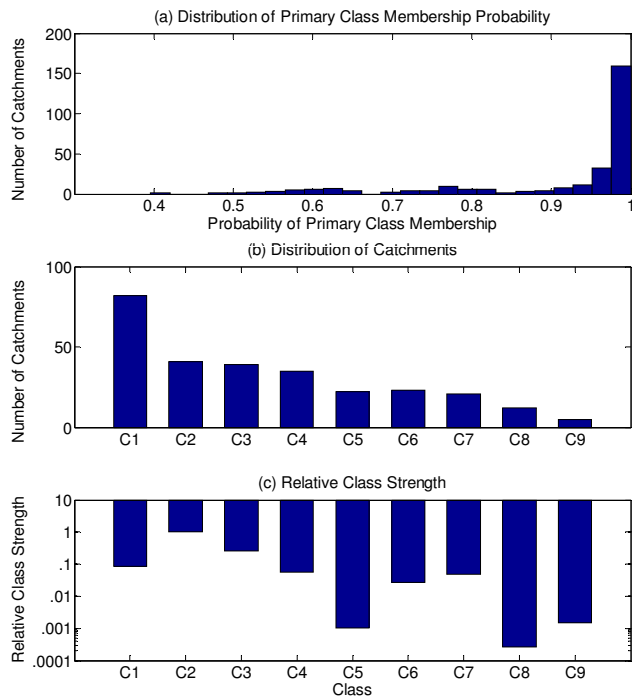 (a) Distribution of Primary Class Membership Probability
Number of Catchments
200
150
100
50
0
0.4 0.5 0.6 0.7 0.8 0.9 1
Probability of Primary Class Membership
(b) Distribution of Catchments
Number of Catchments
100
50
0
C1 C2 C3 C4 C5 C6 C7 C8 C9
(c) Relative Class Strength
Relative Class Strength
10
1
.1
.01
.001
.0001
C1 C2 C3 C4 C5 C6 C7 C8 C9
Class